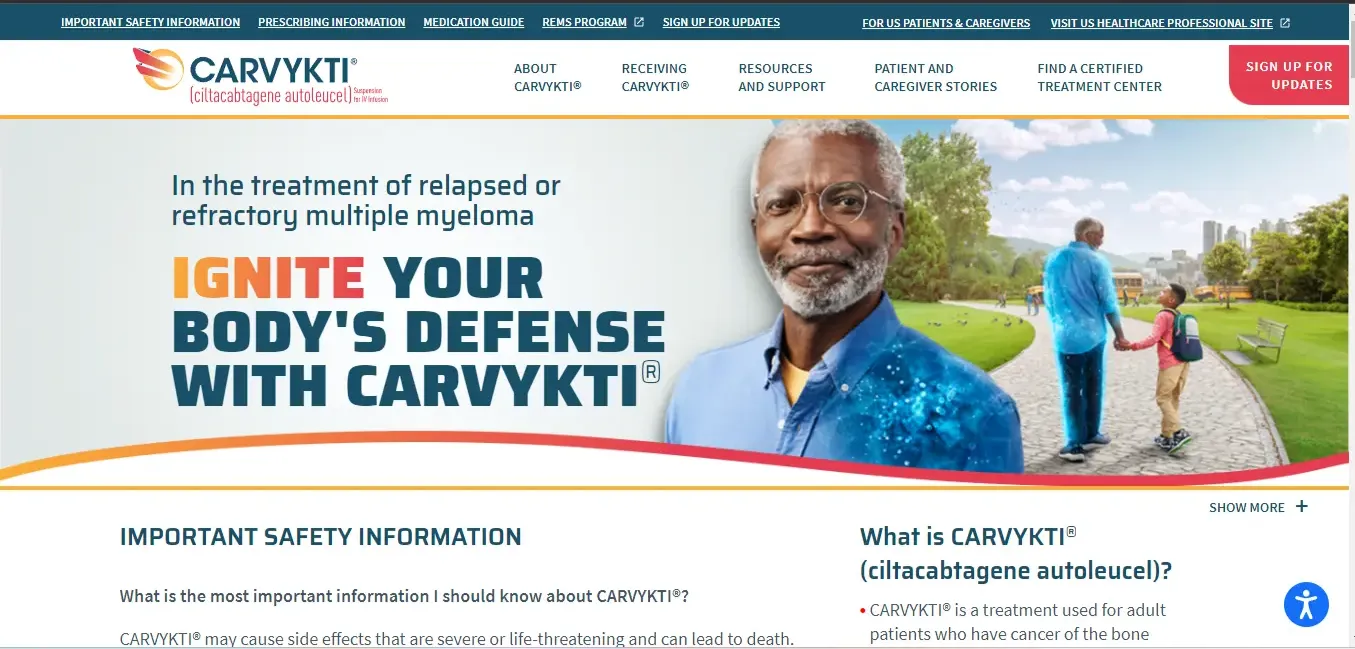 IMPORTANT SAFETY INFORMATION PRESCRIBING INFORMATION MEDICATION GUIDE REMS PROGRAM SIGN UP FOR UPDATES FOR US PATIENTS & CAREGIVERS VISIT US HEALTHCARE PROFESSIONAL SITE
CARVYKTI®
(ciltacabtagene autoleucel) Suspension
for IV infusion
ABOUT
CARVYKTI®
RECEIVING
CARVYKTI®
RESOURCES
AND SUPPORT
PATIENT AND
CAREGIVER STORIES
FIND A CERTIFIED
TREATMENT CENTER
SIGN UP FOR
UPDATES
In the treatment of relapsed or
refractory multiple myeloma
IGNITE YOUR
BODY'S DEFENSE
WITH CARVYKTI®
SHOW MORE +
IMPORTANT SAFETY INFORMATION
What is the most important information I should know about CARVYKTI®?
CARVYKTI® may cause side effects that are severe or life-threatening and can lead to death.
What is CARVYKTI®
(ciltacabtagene autoleucel)?
• CARVYKTI® is a treatment used for adult
patients who have cancer of the bone